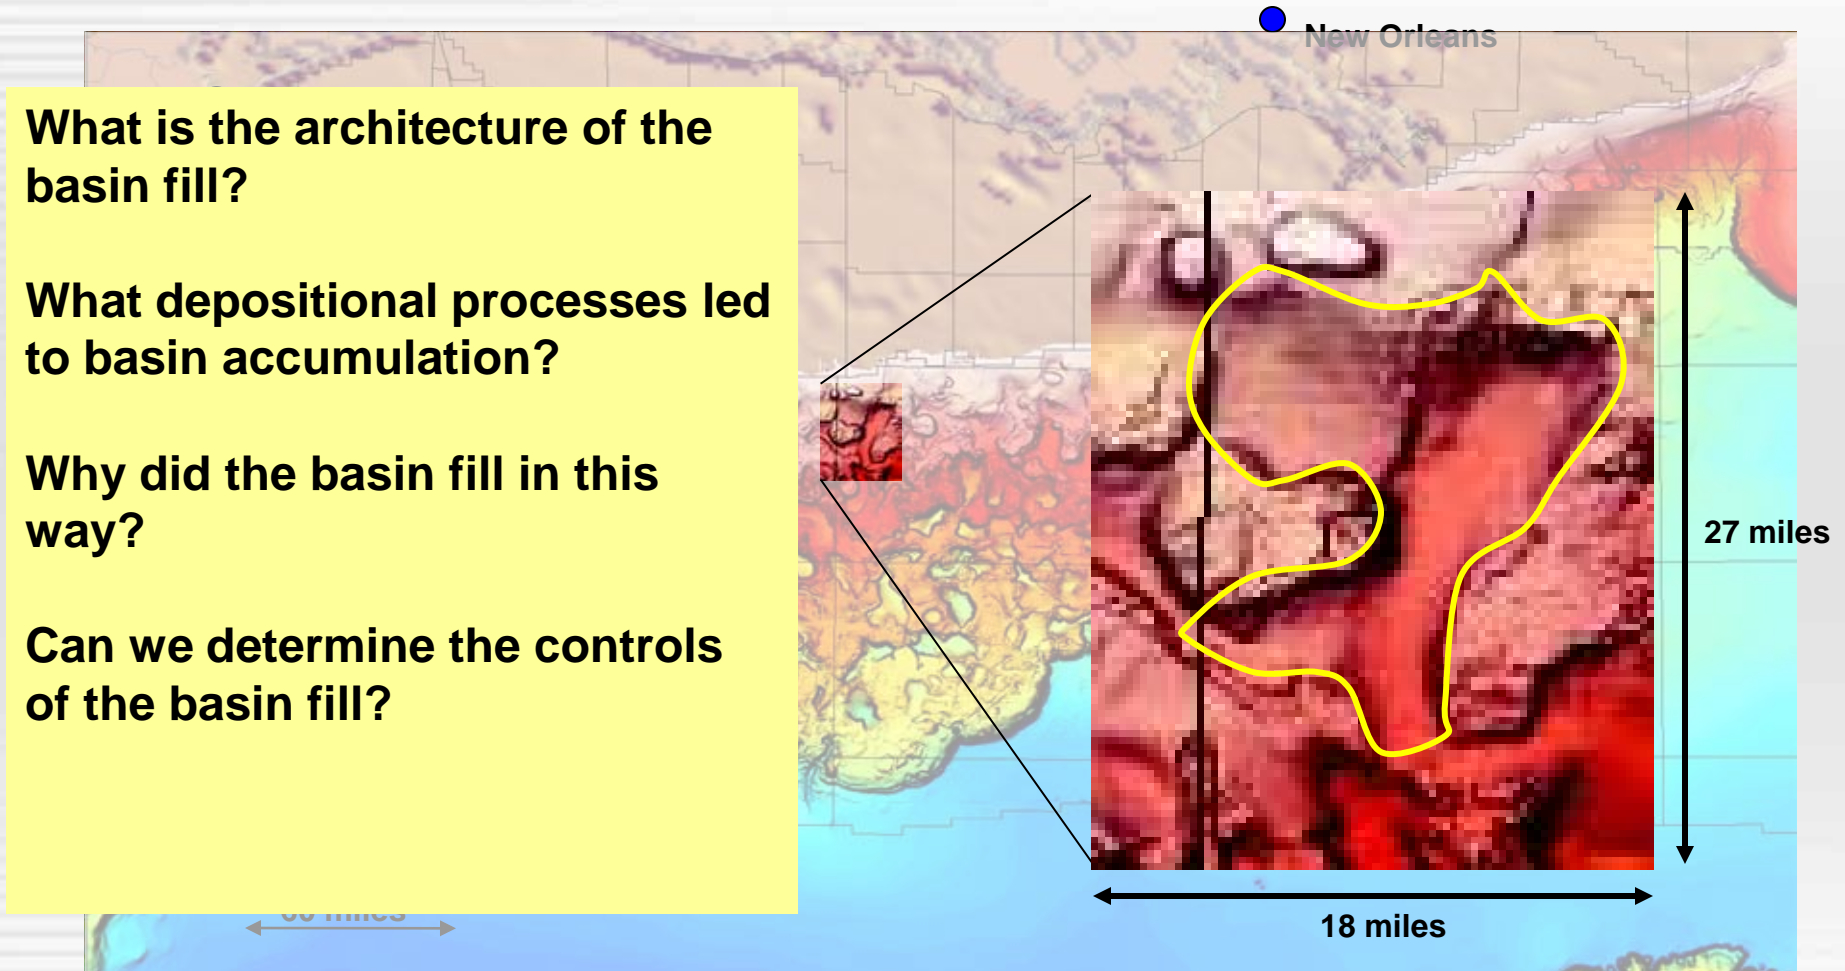 New Orleans
What is the architecture of the
basin fill?
What depositional processes led
to basin accumulation?
Why did the basin fill in this
way?
Can we determine the controls
of the basin fill?
27 miles
18 miles
miles